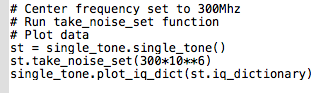 # Center frequency set to 300Mhz
# Run take_noise_set function
# Plot data
st = single_tone.single_tone()
st.take_noise_set(300*10**6)
single_tone.plot_iq_dict(st.iq_dictionary)